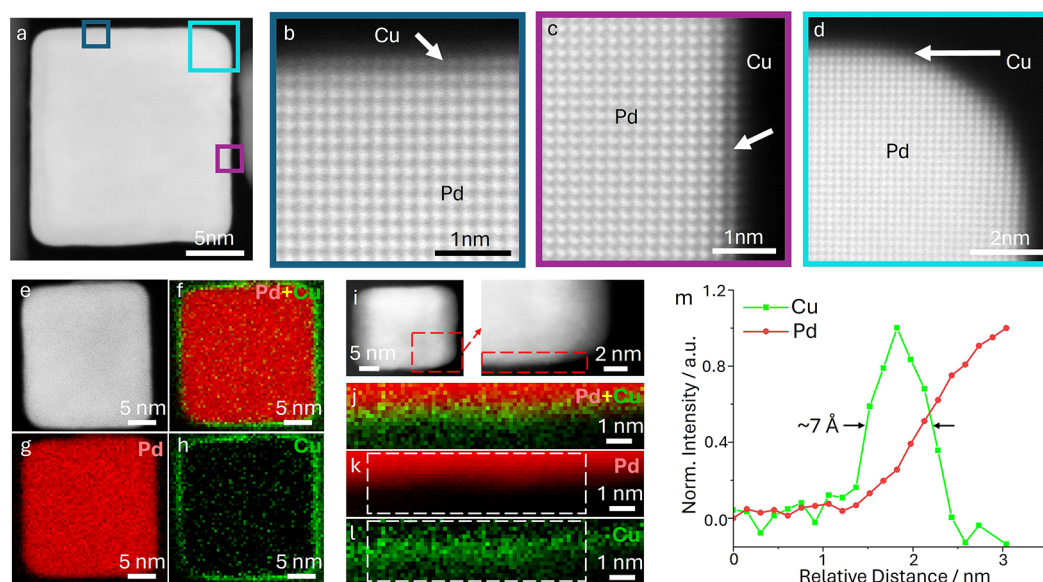 a
5nm
b
Cu
Pd
1nm
c
Cu
Pd
1nm
d
Cu
Pd
2nm
e
5 nm
f
Pd+Cu
5 nm
g
Pd
5 nm
h
Cu
5 nm
i
5 nm
2 nm
j
Pd+Cu
1 nm
k
Pd
1 nm
l
Cu
1 nm
m
1.2
0.8
0.4
0.0
Norm. Intensity / a.u.
Cu
Pd
~7 Å
0
1
2
3
Relative Distance / nm